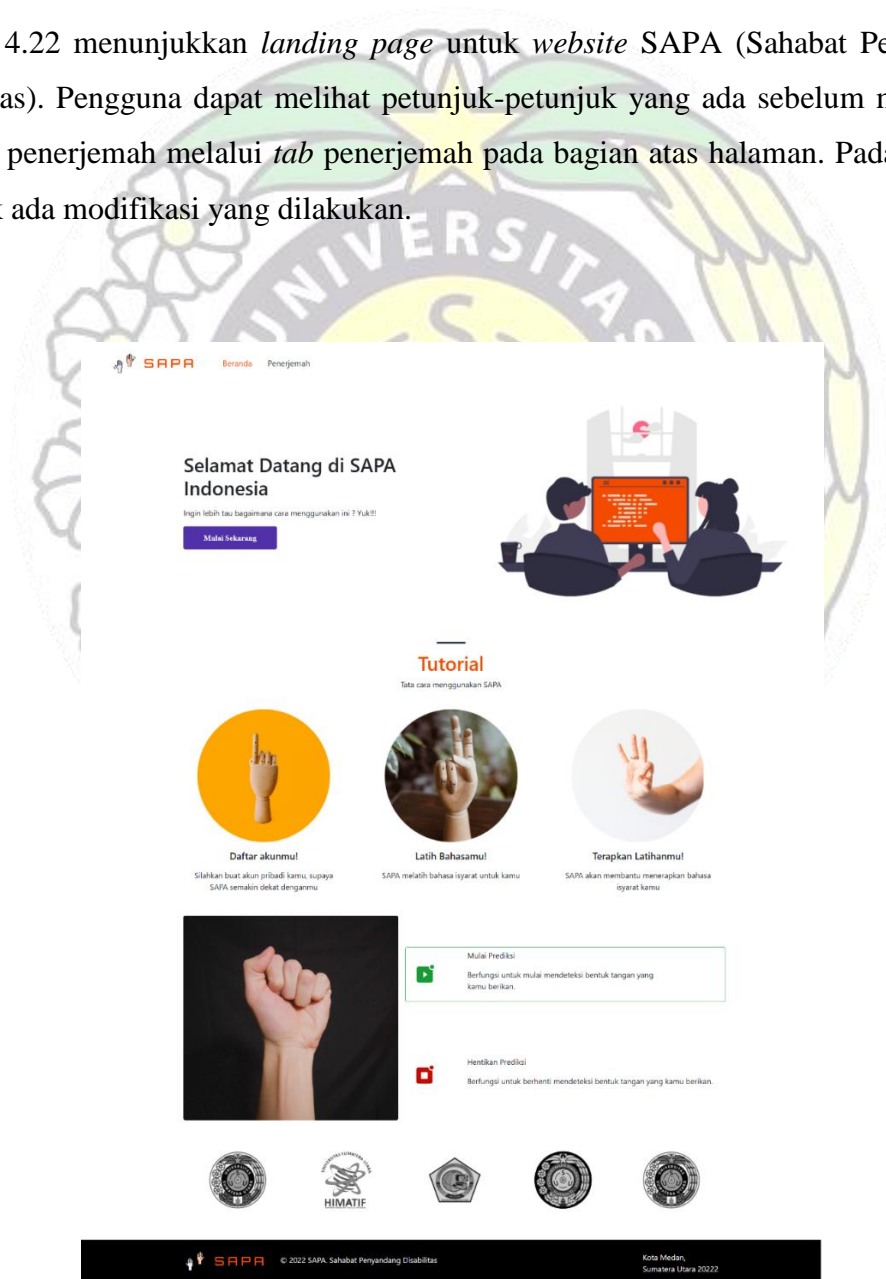 4.22 menunjukkan landing page untuk website SAPA (Sahabat Pe
as). Pengguna dapat melihat petunjuk-petunjuk yang ada sebelum
penerjemah melalui tab penerjemah pada bagian atas halaman. Pada
ada modifikasi yang dilakukan.
UNIVERSITAS
SAPA Beranda Penerjemah
Selamat Datang di SAPA
Indonesia
Ingin lebih tau bagaimana cara menggunakan ini ? Yuk!!!
Mulai Sekarang
Tutorial
Tata cara menggunakan SAPA
Daftar akunmu!
Silahkan buat akun pribadi kamu, supaya
SAPA semakin dekat denganmu
Latih Bahasamu!
SAPA melatih bahasa isyarat untuk kamu
Terapkan Latihanmu!
SAPA akan membantu menerapkan bahasa
isyarat kamu
Mulai Prediksi
Berfungsi untuk mulai mendeteksi bentuk tangan yang
kamu berikan.
Hentikan Prediksi
Berfungsi untuk berhenti mendeteksi bentuk tangan yang kamu berikan.
HIMATIF
SAPA © 2022 SAPA. Sahabat Penyandang Disabilitas
Kota Medan,
Sumatera Utara 20222